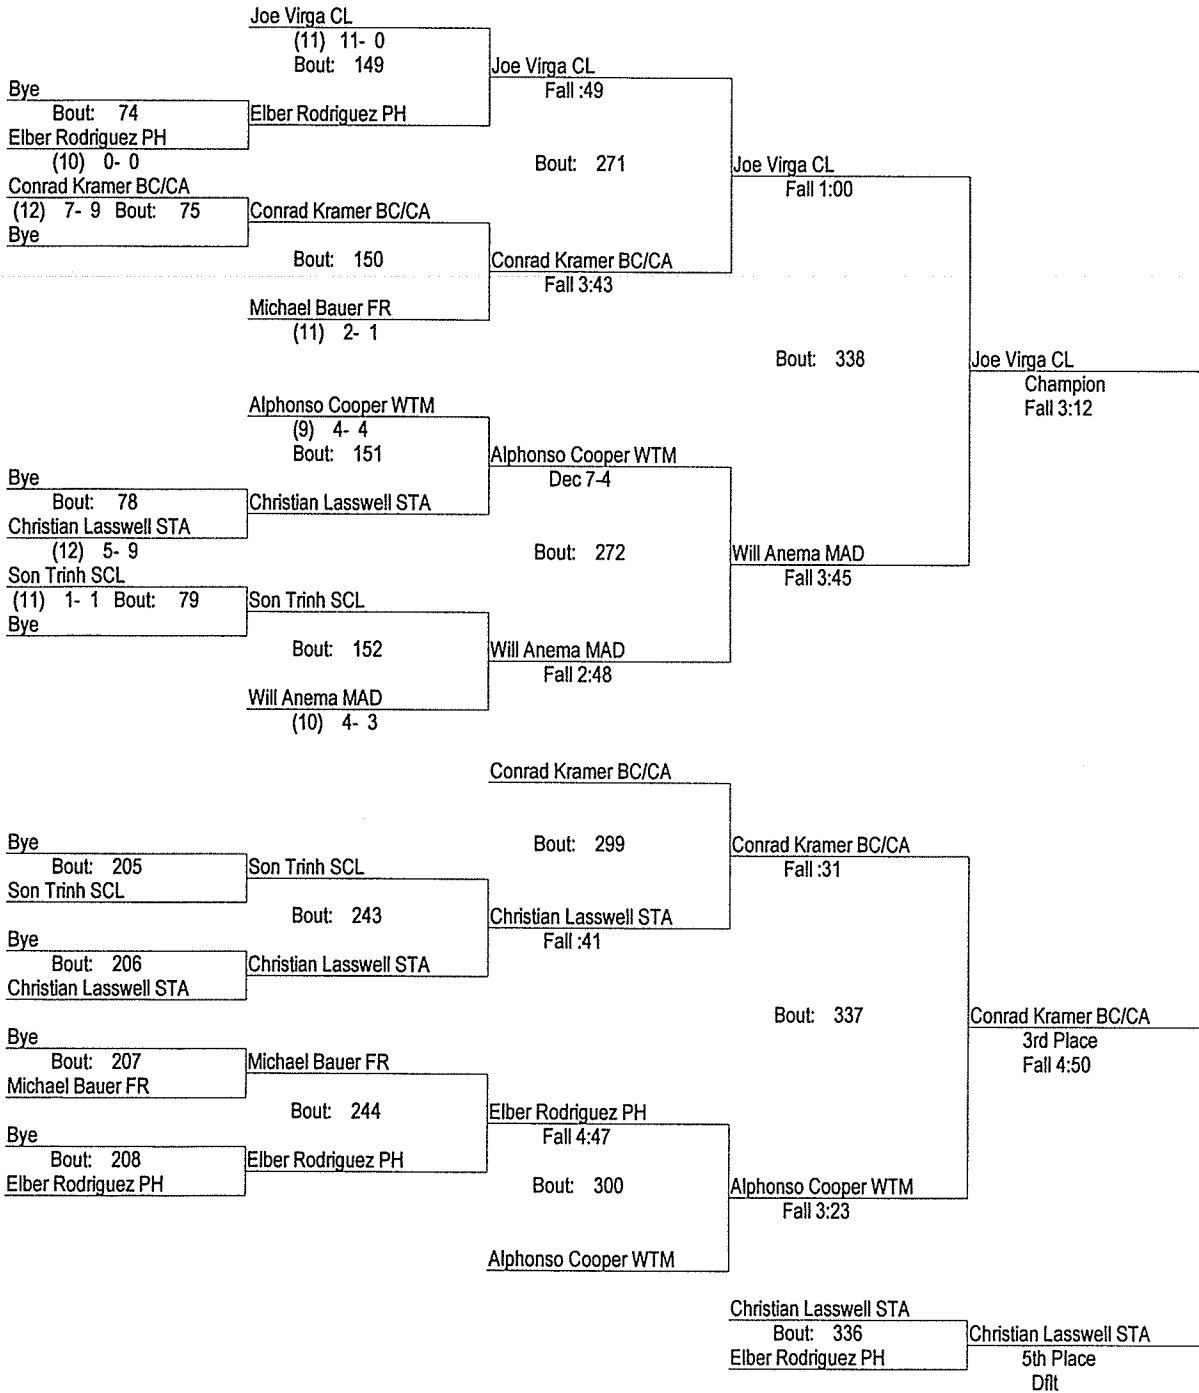 Joe Virga CL
(11) 11- 0
Bout: 149
Joe Virga CL
Fall :49
Bye
Bout: 74
Elber Rodriguez PH
Elber Rodriguez PH
(10) 0- 0
Bout: 271
Joe Virga CL
Fall 1:00
Conrad Kramer BC/CA
(12) 7- 9 Bout: 75
Conrad Kramer BC/CA
Bye
Bout: 150
Conrad Kramer BC/CA
Fall 3:43
Michael Bauer FR
(11) 2- 1
Bout: 338
Joe Virga CL
Champion
Fall 3:12
Alphonso Cooper WTM
(9) 4- 4
Bout: 151
Alphonso Cooper WTM
Dec 7-4
Bye
Bout: 78
Christian Lasswell STA
Christian Lasswell STA
(12) 5- 9
Bout: 272
Will Anema MAD
Fall 3:45
Son Trinh SCL
(11) 1- 1 Bout: 79
Son Trinh SCL
Bye
Bout: 152
Will Anema MAD
Fall 2:48
Will Anema MAD
(10) 4- 3
Conrad Kramer BC/CA
Bout: 299
Conrad Kramer BC/CA
Fall :31
Bye
Bout: 205
Son Trinh SCL
Son Trinh SCL
Bout: 243
Christian Lasswell STA
Fall :41
Bye
Bout: 206
Christian Lasswell STA
Christian Lasswell STA
Bout: 337
Conrad Kramer BC/CA
3rd Place
Fall 4:50
Bye
Bout: 207
Michael Bauer FR
Michael Bauer FR
Bout: 244
Elber Rodriguez PH
Fall 4:47
Bye
Bout: 208
Elber Rodriguez PH
Elber Rodriguez PH
Bout: 300
Alphonso Cooper WTM
Fall 3:23
Alphonso Cooper WTM
Christian Lasswell STA
Bout: 336
Christian Lasswell STA
Elber Rodriguez PH
5th Place
Dflt